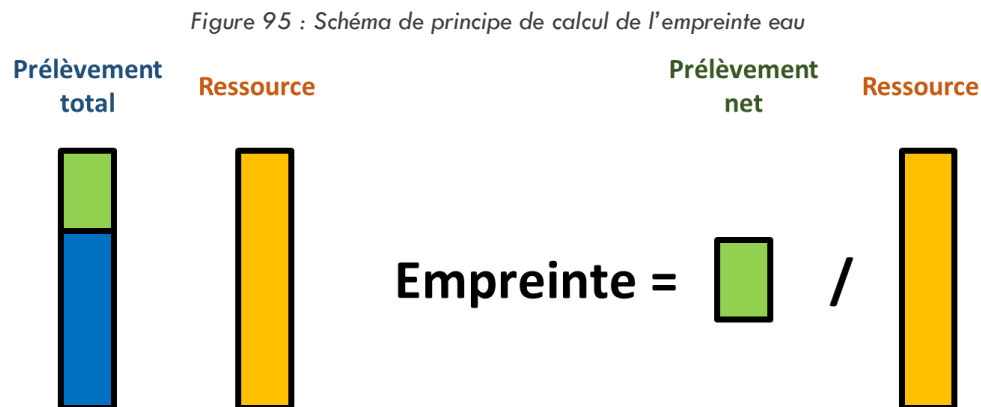 Figure 95 : Schéma de principe de calcul de l'empreinte eau
Prélèvement
total
Ressource
Prélèvement
net
Ressource
Empreinte = /